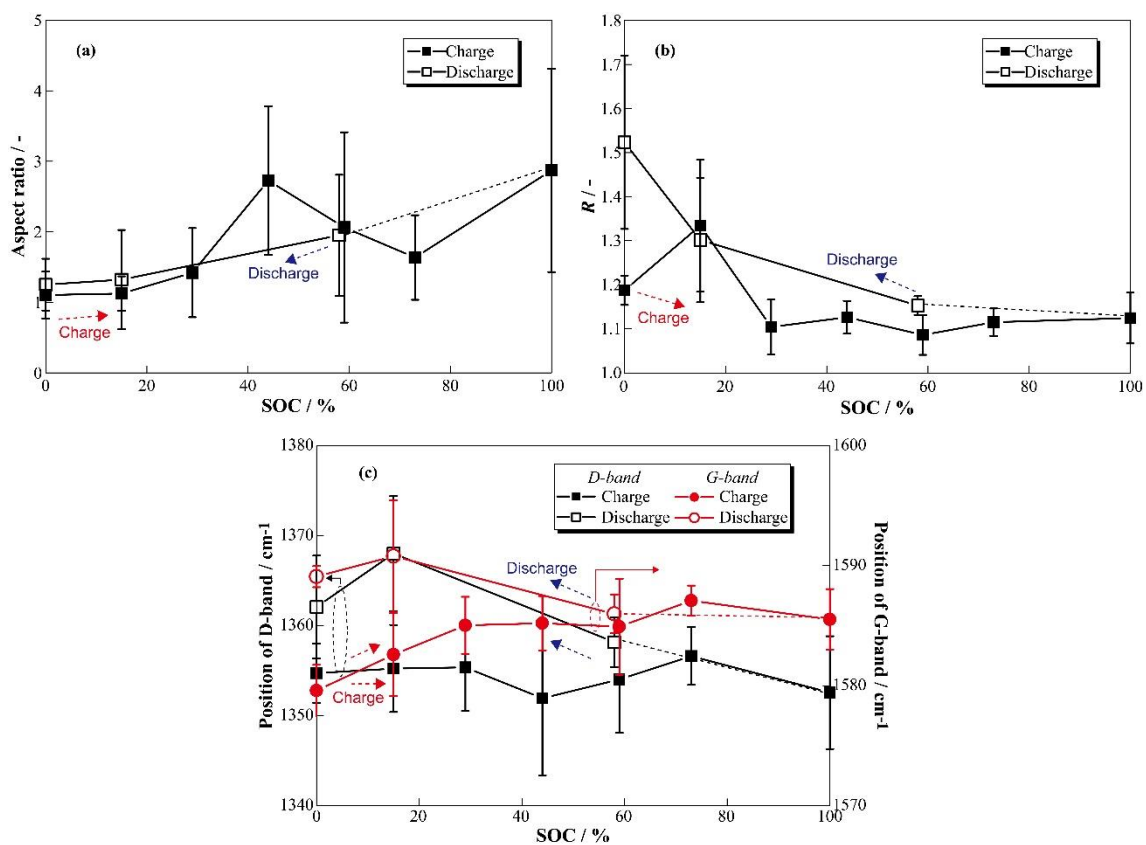 (a)
Charge
Discharge
Aspect ratio / -
5
4
3
2
1
0
Discharge
Charge
0 20 40 60 80 100
SOC / %
(b)
Charge
Discharge
R / -
1.8
1.7
1.6
1.5
1.4
1.3
1.2
1.1
1.0
Discharge
Charge
0 20 40 60 80 100
SOC / %
(c)
D-band G-band
Charge Charge
Discharge Discharge
Position of D-band / cm-1
1380
1370
1360
1350
1340
Position of G-band / cm-1
1600
1590
1580
1570
Discharge
Charge
0 20 40 60 80 100
SOC / %